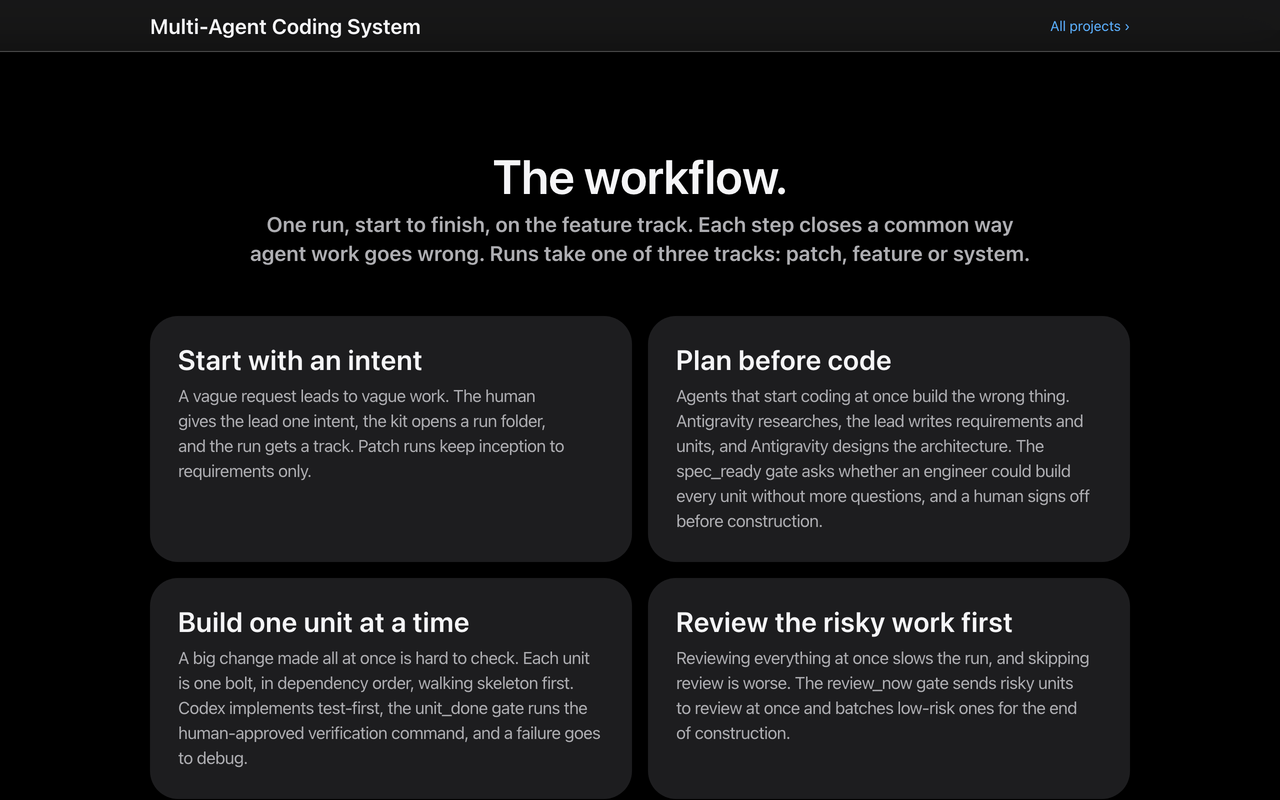 Multi-Agent Coding System
All projects ›
The workflow.
One run, start to finish, on the feature track. Each step closes a common way
agent work goes wrong. Runs take one of three tracks: patch, feature or system.
Start with an intent
A vague request leads to vague work. The human
gives the lead one intent, the kit opens a run folder,
and the run gets a track. Patch runs keep inception to
requirements only.
Plan before code
Agents that start coding at once build the wrong thing.
Antigravity researches, the lead writes requirements and
units, and Antigravity designs the architecture. The
spec_ready gate asks whether an engineer could build
every unit without more questions, and a human signs off
before construction.
Build one unit at a time
A big change made all at once is hard to check. Each unit
is one bolt, in dependency order, walking skeleton first.
Codex implements test-first, the unit_done gate runs the
human-approved verification command, and a failure goes
to debug.
Review the risky work first
Reviewing everything at once slows the run, and skipping
review is worse. The review_now gate sends risky units
to review at once and batches low-risk ones for the end
of construction.